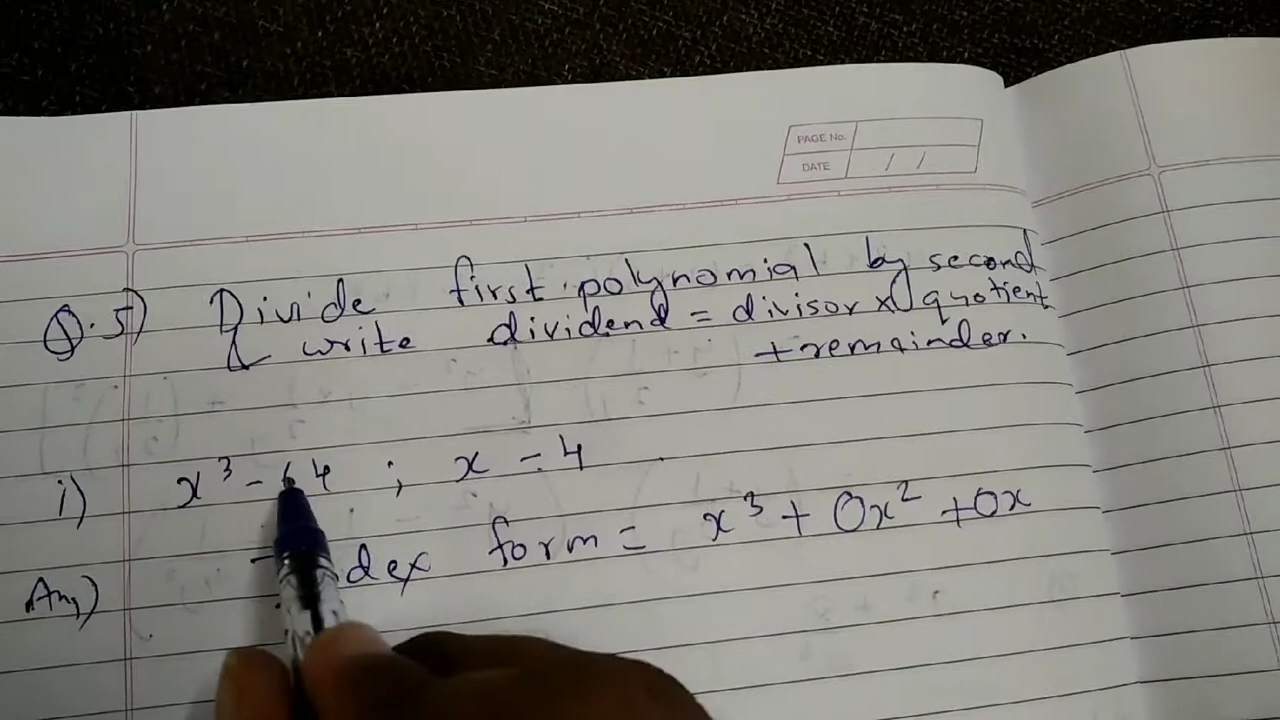 PAGE No.
DATE / /
Q.5) Divide first polynomial by second
& write dividend = divisor x quotient
+ remainder.
i) x³ - 64 ; x - 4
Ans) dex form = x³ + 0x² + 0x